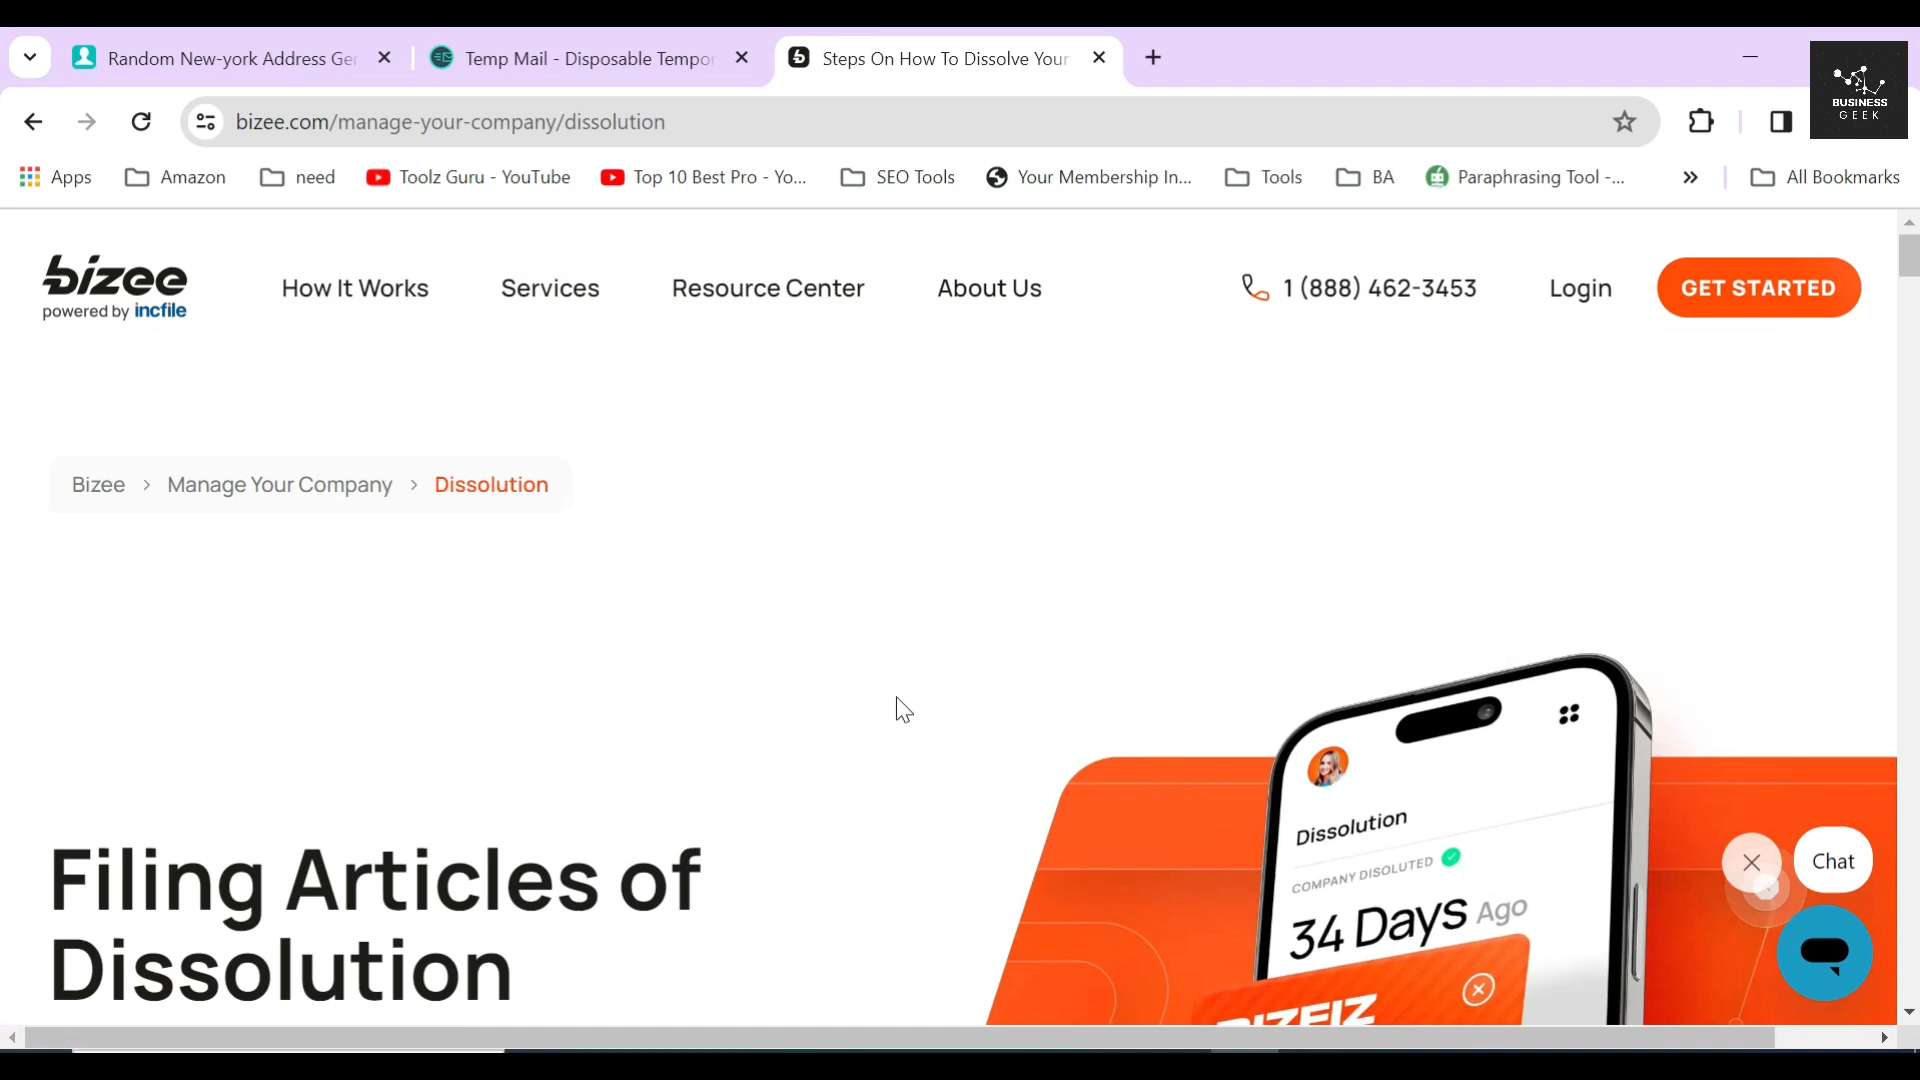 Random New-york Address Ger
Temp Mail - Disposable Tempor
Steps On How To Dissolve Your
BUSINESS
GEEK
bizee.com/manage-your-company/dissolution
Apps
Amazon
need
Toolz Guru - YouTube
Top 10 Best Pro - Yo...
SEO Tools
Your Membership In...
Tools
BA
Paraphrasing Tool -...
All Bookmarks
bizee
powered by incfile
How It Works
Services
Resource Center
About Us
1 (888) 462-3453
Login
GET STARTED
Bizee > Manage Your Company > Dissolution
Filing Articles of
Dissolution
Dissolution
COMPANY DISOLUTED
34 Days Ago
Chat